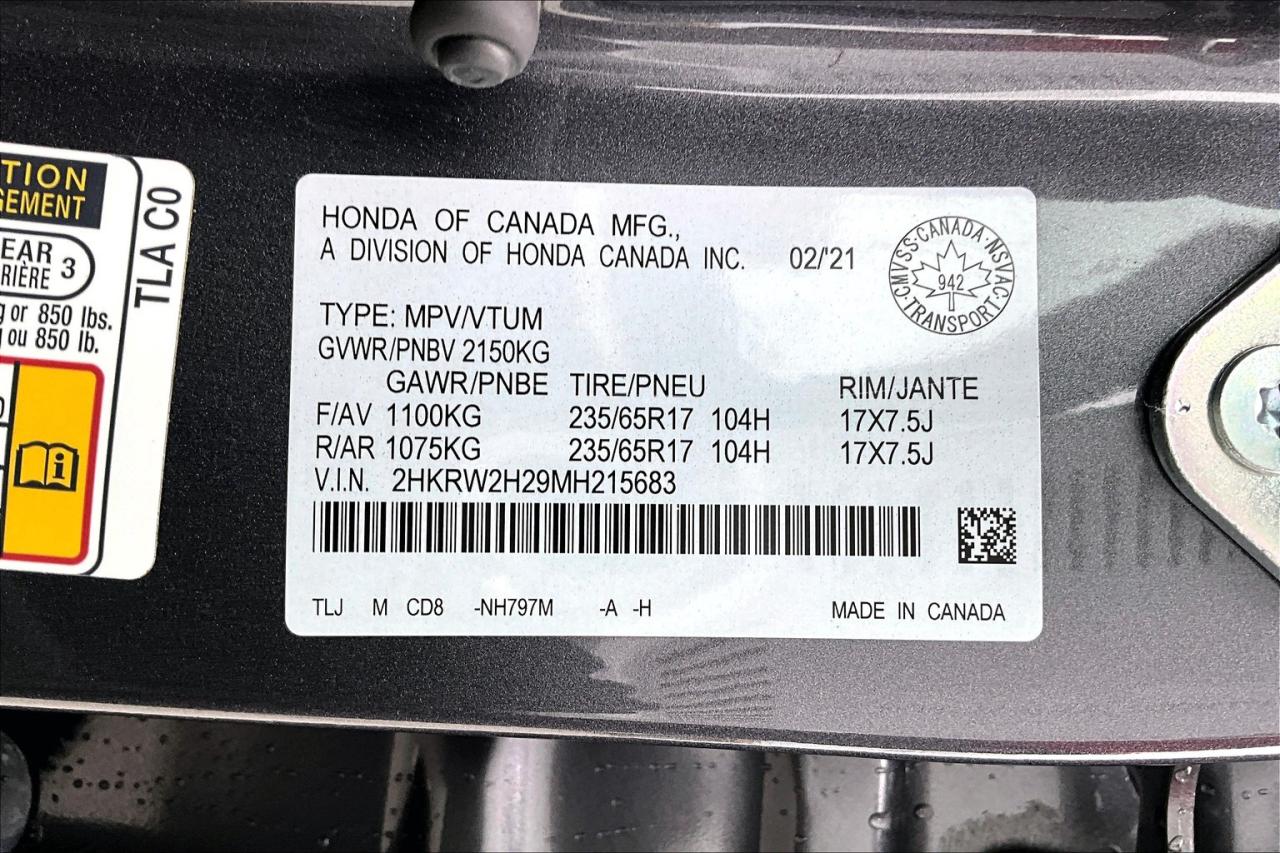 TION
GEMENT
EAR
RIÈRE 3
g or 850 lbs.
ou 850 lb.
TLA C0
HONDA OF CANADA MFG.,
A DIVISION OF HONDA CANADA INC. 02/'21
CMVSS·CANADA·NSVAC·TRANSPORT·
942
TYPE: MPV/VTUM
GVWR/PNBV 2150KG
GAWR/PNBE TIRE/PNEU RIM/JANTE
F/AV 1100KG 235/65R17 104H 17X7.5J
R/AR 1075KG 235/65R17 104H 17X7.5J
V.I.N. 2HKRW2H29MH215683
TLJ M CD8 -NH797M -A -H MADE IN CANADA